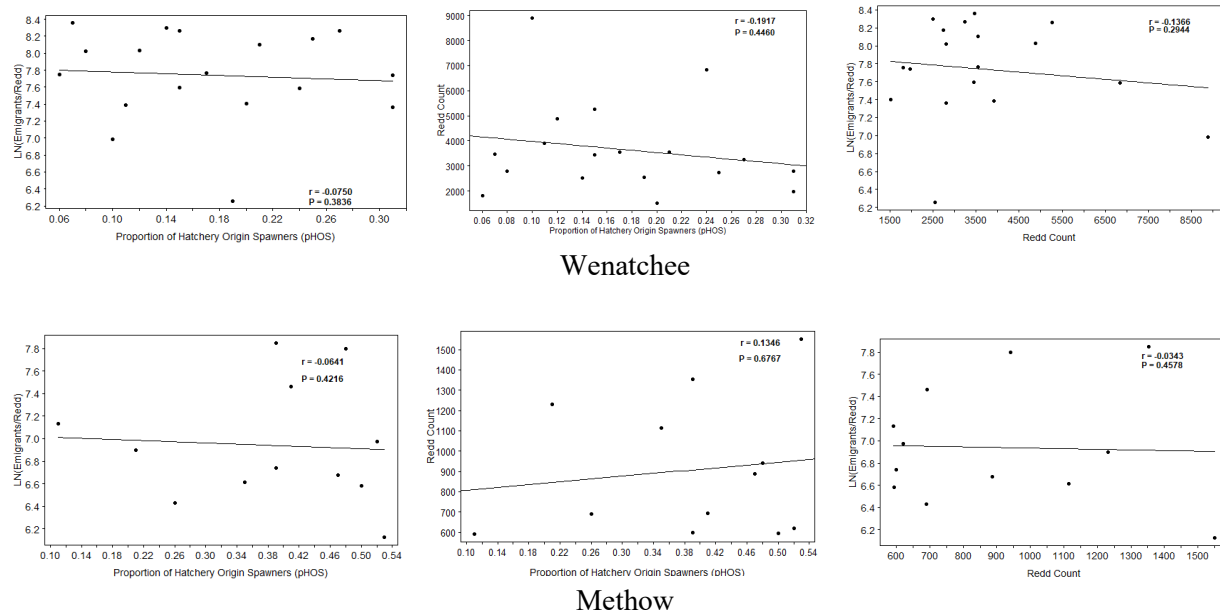 8.4
8.2
8.0
7.8
7.6
7.4
7.2
7.0
6.8
6.6
6.4
6.2
LN(Emigrants/Redd)
r = -0.0750
P = 0.3836
0.06 0.10 0.14 0.18 0.22 0.26 0.30
Proportion of Hatchery Origin Spawners (pHOS)
9000
8000
7000
6000
5000
4000
3000
2000
Redd Count
r = -0.1917
P = 0.4460
0.06 0.08 0.10 0.12 0.14 0.16 0.18 0.20 0.22 0.24 0.26 0.28 0.30 0.32
Proportion of Hatchery Origin Spawners (pHOS)
8.4
8.2
8.0
7.8
7.6
7.4
7.2
7.0
6.8
6.6
6.4
6.2
LN(Emigrants/Redd)
r = -0.1366
P = 0.2944
1500 2500 3500 4500 5500 6500 7500 8500
Redd Count
Wenatchee
7.8
7.6
7.4
7.2
7.0
6.8
6.6
6.4
6.2
LN(Emigrants/Redd)
r = -0.0641
P = 0.4216
0.10 0.14 0.18 0.22 0.26 0.30 0.34 0.38 0.42 0.46 0.50 0.54
Proportion of Hatchery Origin Spawners (pHOS)
1500
1400
1300
1200
1100
1000
900
800
700
600
Redd Count
r = 0.1346
P = 0.6767
0.10 0.14 0.18 0.22 0.26 0.30 0.34 0.38 0.42 0.46 0.50 0.54
Proportion of Hatchery Origin Spawners (pHOS)
7.8
7.6
7.4
7.2
7.0
6.8
6.6
6.4
6.2
LN(Emigrants/Redd)
r = -0.0343
P = 0.4578
600 700 800 900 1000 1100 1200 1300 1400 1500
Redd Count
Methow